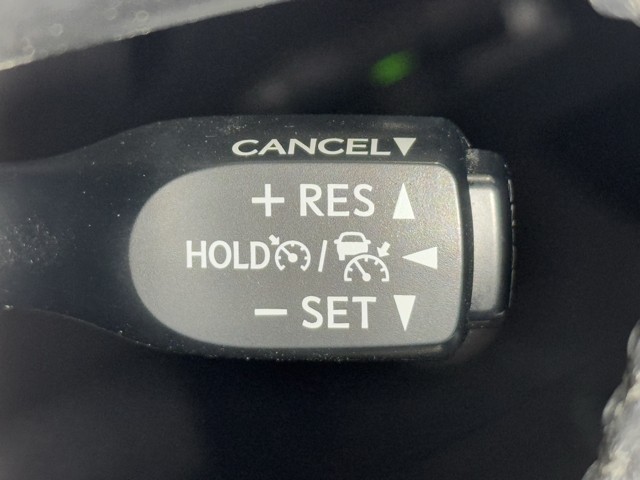 CANCEL▼
+ RES ▲
HOLD / ◀
− SET ▼